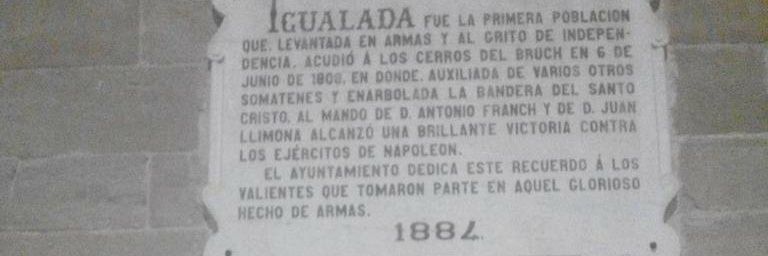 IGUALADA FUE LA PRIMERA POBLACION
QUE, LEVANTADA EN ARMAS Y AL GRITO DE INDEPEN-
DENCIA, ACUDIÓ Á LOS CERROS DEL BRUCH EN 6 DE
JUNIO DE 1808, EN DONDE, AUXILIADA DE VARIOS OTROS
SOMATENES Y ENARBOLADA LA BANDERA DEL SANTO
CRISTO, AL MANDO DE D. ANTONIO FRANCH Y DE D. JUAN
LLIMONA ALCANZÓ UNA BRILLANTE VICTORIA CONTRA
LOS EJÉRCITOS DE NAPOLEON.
EL AYUNTAMIENTO DEDICA ESTE RECUERDO Á LOS
VALIENTES QUE TOMARON PARTE EN AQUEL GLORIOSO
HECHO DE ARMAS.
1884.